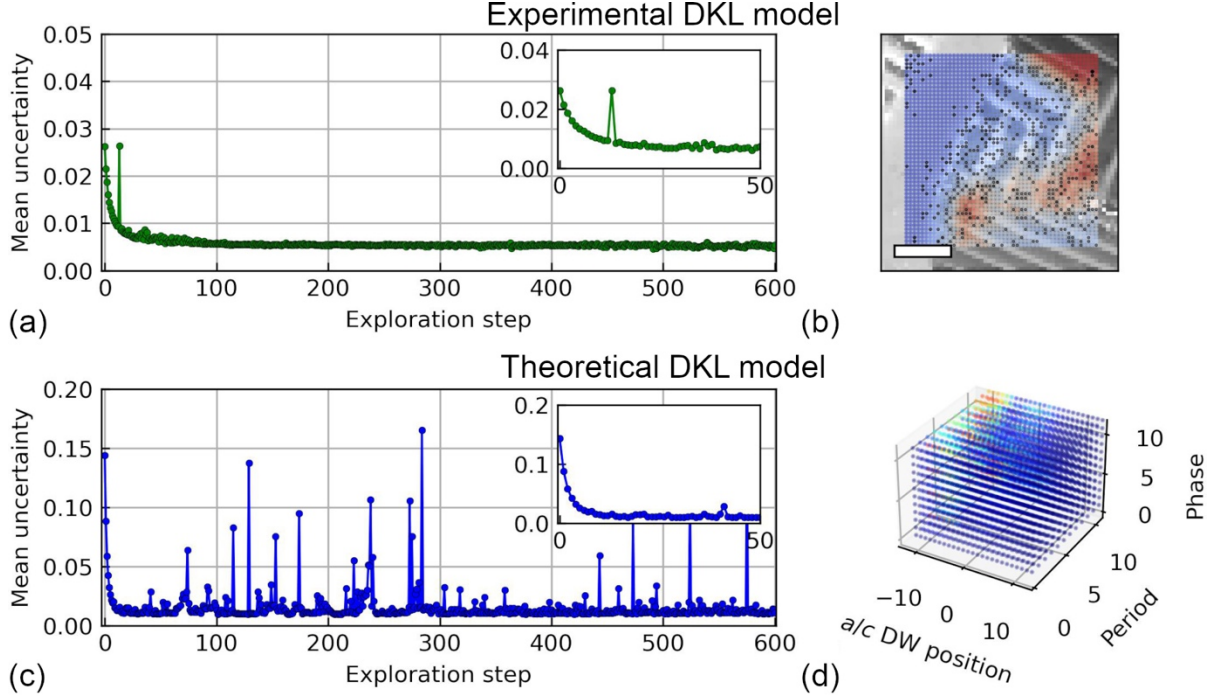 Experimental DKL model
Mean uncertainty
0.05
0.04
0.03
0.02
0.01
0.00
0 100 200 300 400 500 600
Exploration step
0.04
0.02
0.00
0 50
(a)
(b)
Theoretical DKL model
Mean uncertainty
0.20
0.15
0.10
0.05
0.00
0 100 200 300 400 500 600
Exploration step
0.2
0.1
0.0
0 50
(c)
10
5
0
Phase
10
5
0
Period
−10 0 10
a/c DW position
(d)